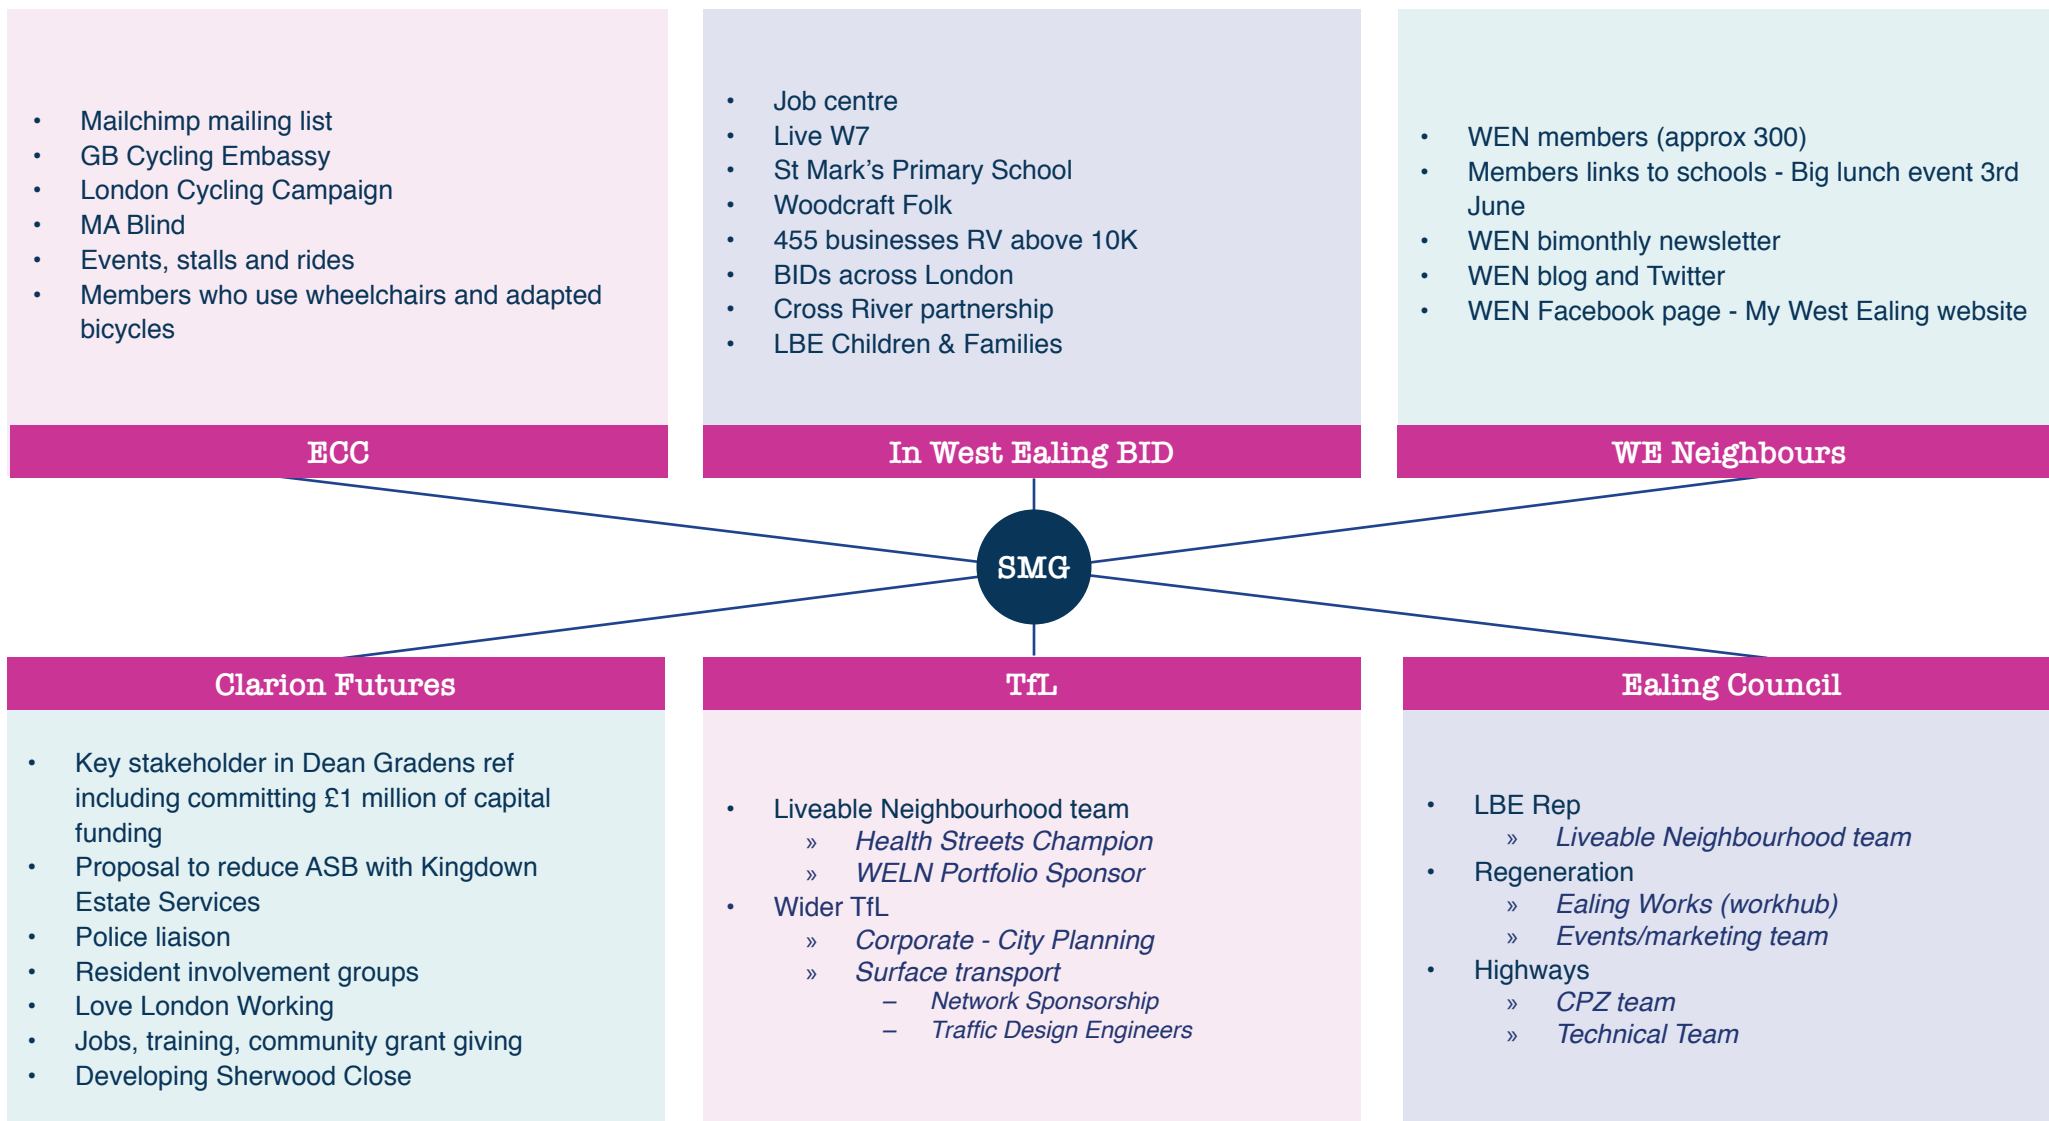 • Mailchimp mailing list
• GB Cycling Embassy
• London Cycling Campaign
• MA Blind
• Events, stalls and rides
• Members who use wheelchairs and adapted
bicycles
ECC
• Job centre
• Live W7
• St Mark’s Primary School
• Woodcraft Folk
• 455 businesses RV above 10K
• BIDs across London
• Cross River partnership
• LBE Children & Families
In West Ealing BID
• WEN members (approx 300)
• Members links to schools - Big lunch event 3rd
June
• WEN bimonthly newsletter
• WEN blog and Twitter
• WEN Facebook page - My West Ealing website
WE Neighbours
SMG
Clarion Futures
• Key stakeholder in Dean Gradens ref
including committing £1 million of capital
funding
• Proposal to reduce ASB with Kingdown
Estate Services
• Police liaison
• Resident involvement groups
• Love London Working
• Jobs, training, community grant giving
• Developing Sherwood Close
TfL
• Liveable Neighbourhood team
» Health Streets Champion
» WELN Portfolio Sponsor
• Wider TfL
» Corporate - City Planning
» Surface transport
– Network Sponsorship
– Traffic Design Engineers
Ealing Council
• LBE Rep
» Liveable Neighbourhood team
• Regeneration
» Ealing Works (workhub)
» Events/marketing team
• Highways
» CPZ team
» Technical Team